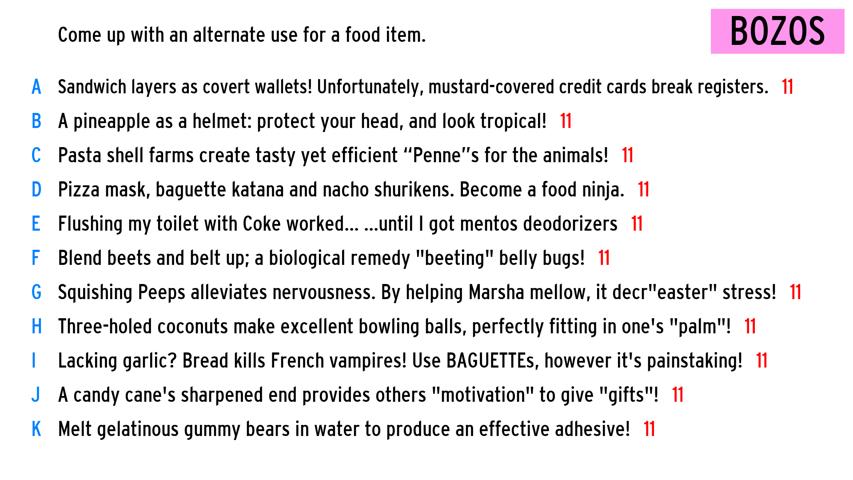 Come up with an alternate use for a food item.
BOZOS
A Sandwich layers as covert wallets! Unfortunately, mustard-covered credit cards break registers. 11
B A pineapple as a helmet: protect your head, and look tropical! 11
C Pasta shell farms create tasty yet efficient “Penne”s for the animals! 11
D Pizza mask, baguette katana and nacho shurikens. Become a food ninja. 11
E Flushing my toilet with Coke worked... ...until I got mentos deodorizers 11
F Blend beets and belt up; a biological remedy "beeting" belly bugs! 11
G Squishing Peeps alleviates nervousness. By helping Marsha mellow, it decr"easter" stress! 11
H Three-holed coconuts make excellent bowling balls, perfectly fitting in one's "palm"! 11
I Lacking garlic? Bread kills French vampires! Use BAGUETTEs, however it's painstaking! 11
J A candy cane's sharpened end provides others "motivation" to give "gifts"! 11
K Melt gelatinous gummy bears in water to produce an effective adhesive! 11